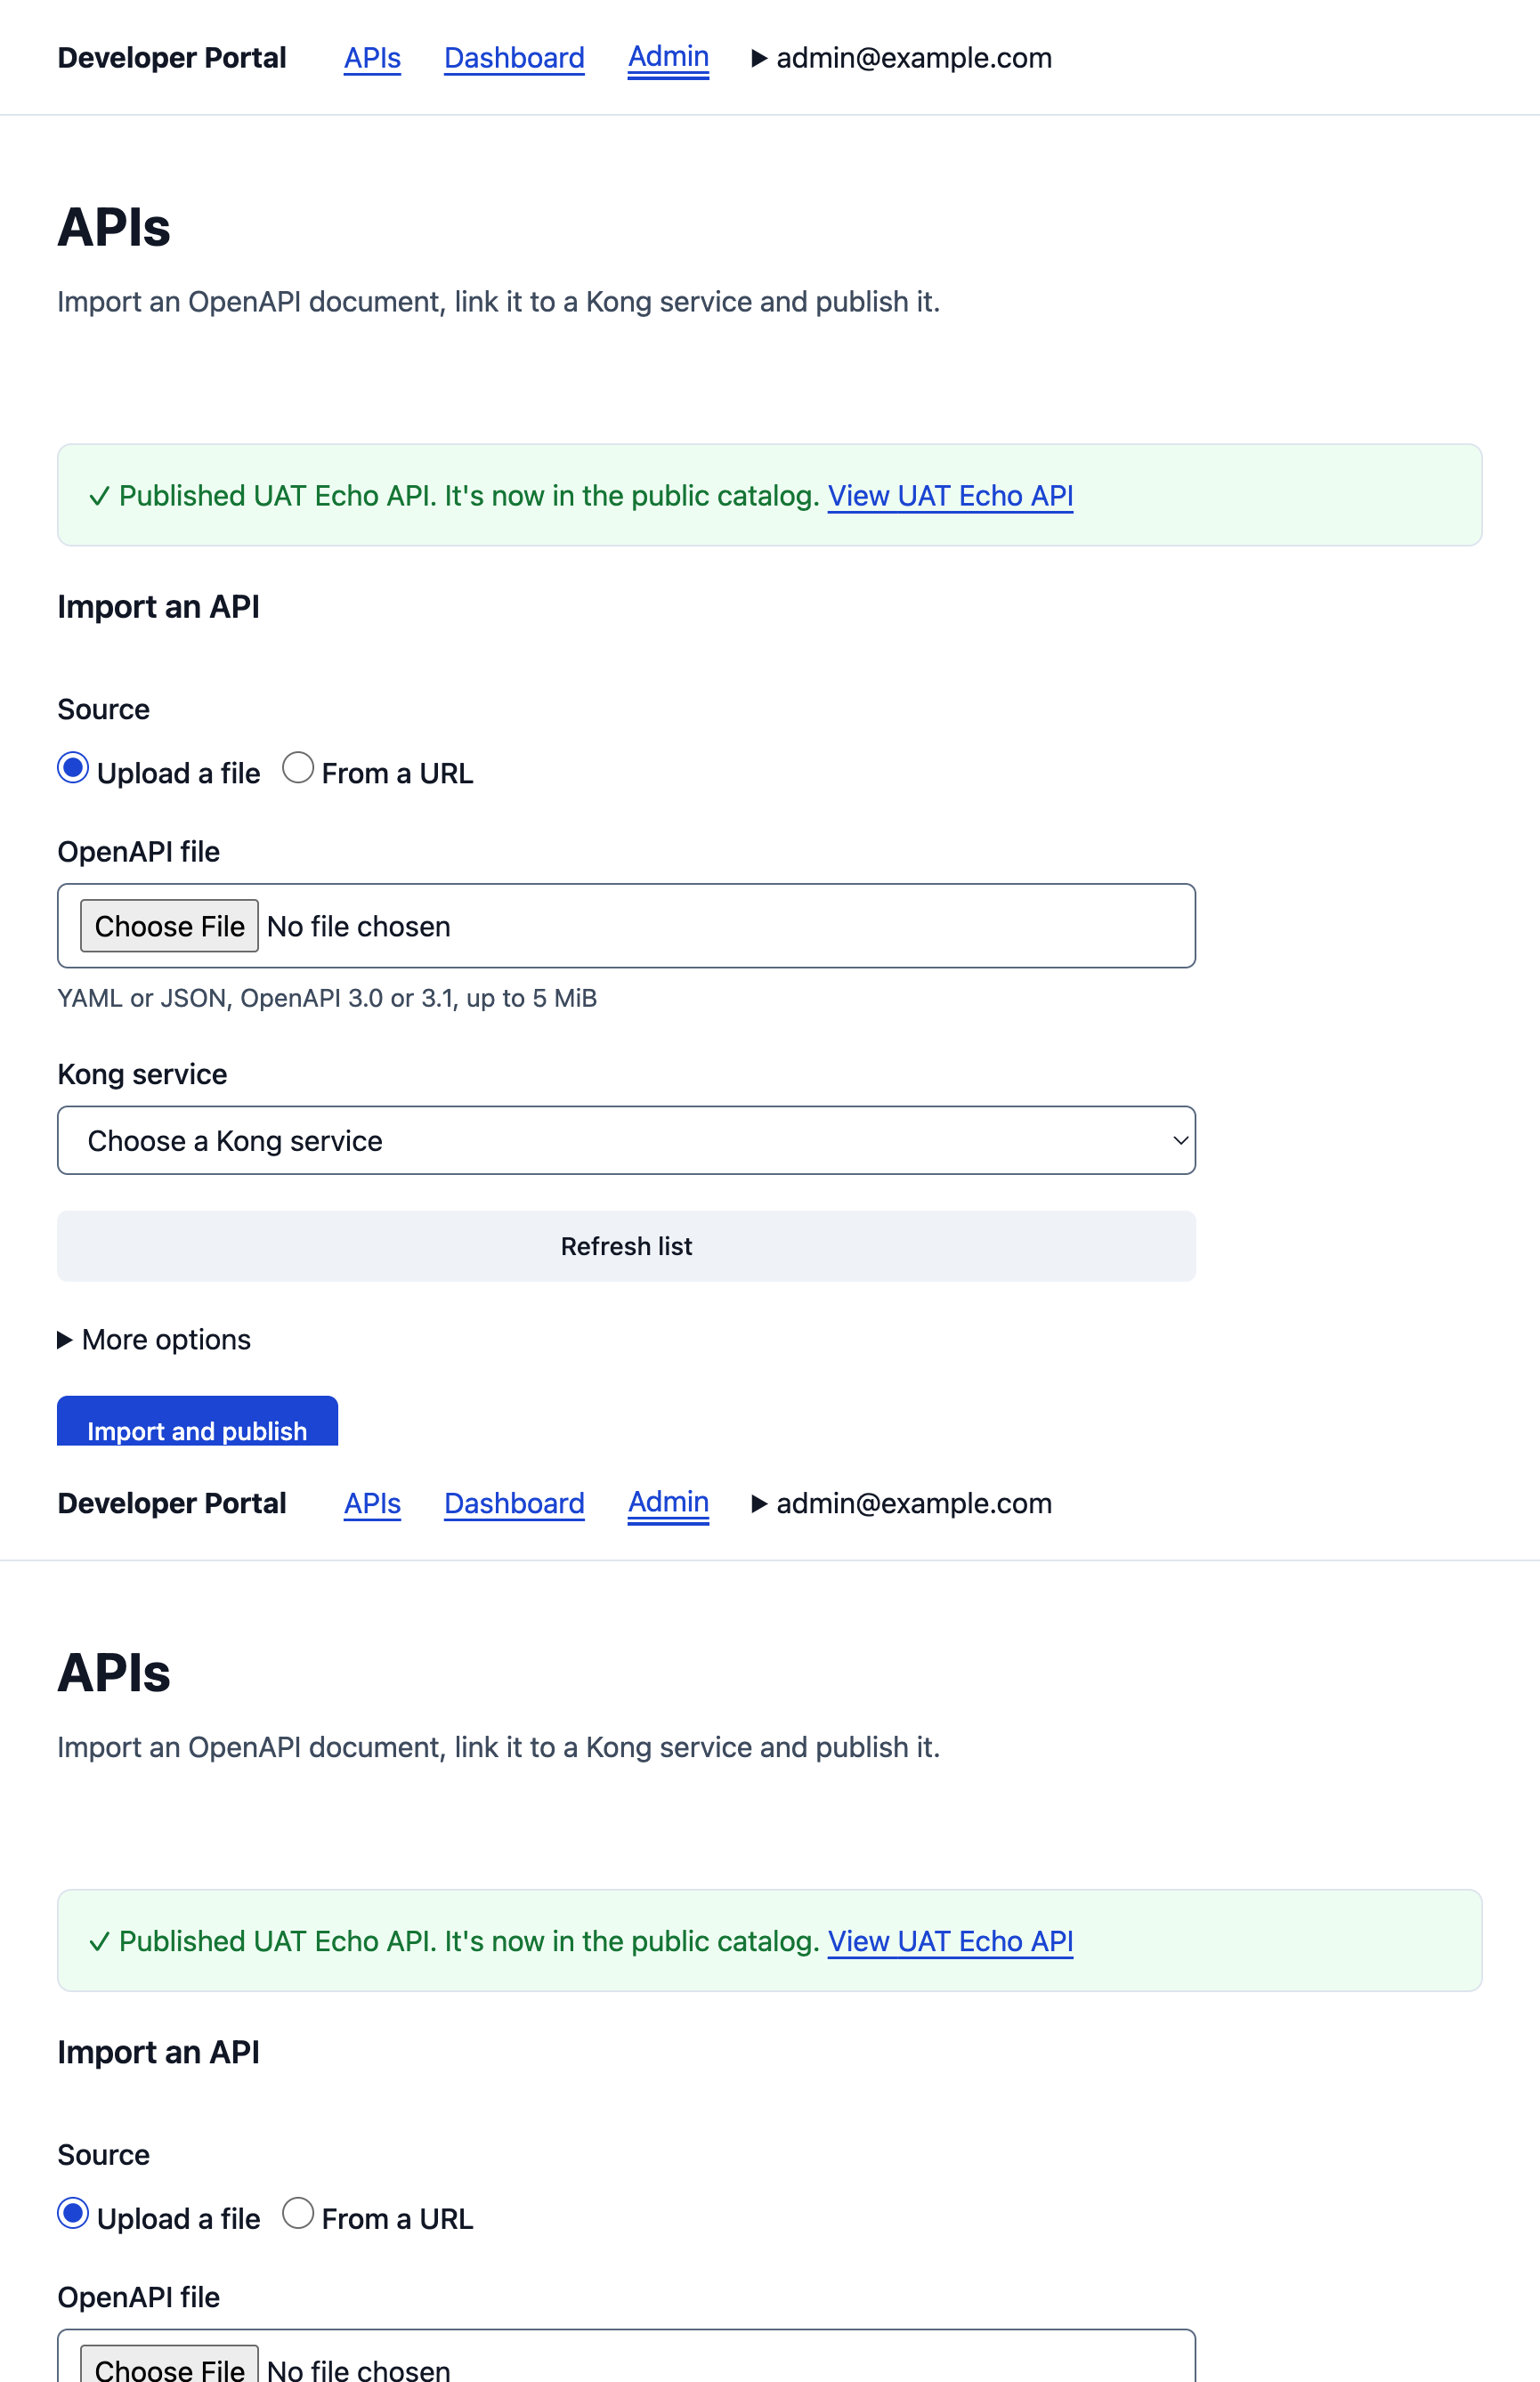 Developer Portal APIs Dashboard Admin ▶ admin@example.com
APIs
Import an OpenAPI document, link it to a Kong service and publish it.
✓ Published UAT Echo API. It's now in the public catalog. View UAT Echo API
Import an API
Source
Upload a file From a URL
OpenAPI file
Choose File No file chosen
YAML or JSON, OpenAPI 3.0 or 3.1, up to 5 MiB
Kong service
Choose a Kong service
Refresh list
▶ More options
Import and publish
Developer Portal APIs Dashboard Admin ▶ admin@example.com
APIs
Import an OpenAPI document, link it to a Kong service and publish it.
✓ Published UAT Echo API. It's now in the public catalog. View UAT Echo API
Import an API
Source
Upload a file From a URL
OpenAPI file
Choose File No file chosen